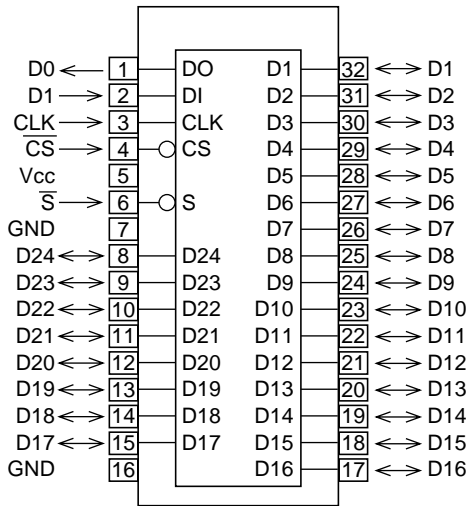 D0 1 DO D1 32 D1
D1 2 DI D2 31 D2
CLK 3 CLK D3 30 D3
CS 4 CS D4 29 D4
Vcc 5 D5 28 D5
S 6 S D6 27 D6
GND 7 D7 26 D7
D24 8 D24 D8 25 D8
D23 9 D23 D9 24 D9
D22 10 D22 D10 23 D10
D21 11 D21 D11 22 D11
D20 12 D20 D12 21 D12
D19 13 D19 D13 20 D13
D18 14 D18 D14 19 D14
D17 15 D17 D15 18 D15
GND 16 D16 17 D16